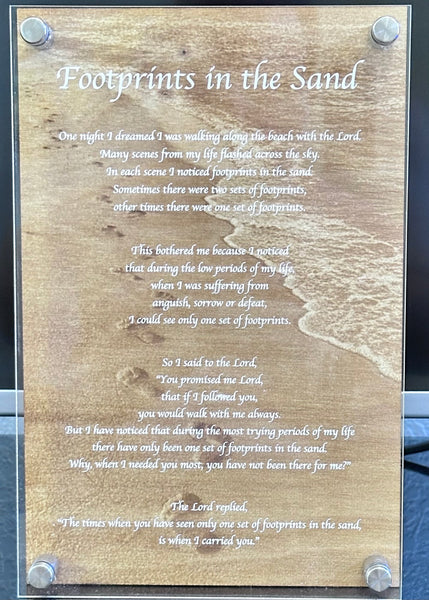 Footprints in the Sand
One night I dreamed I was walking along the beach with the Lord.
Many scenes from my life flashed across the sky.
In each scene I noticed footprints in the sand.
Sometimes there were two sets of footprints,
other times there were one set of footprints.
This bothered me because I noticed
that during the low periods of my life,
when I was suffering from
anguish, sorrow or defeat,
I could see only one set of footprints.
So I said to the Lord,
"You promised me Lord,
that if I followed you,
you would walk with me always.
But I have noticed that during the most trying periods of my life
there have only been one set of footprints in the sand.
Why, when I needed you most, you have not been there for me?"
The Lord replied,
"The times when you have seen only one set of footprints in the sand,
is when I carried you."